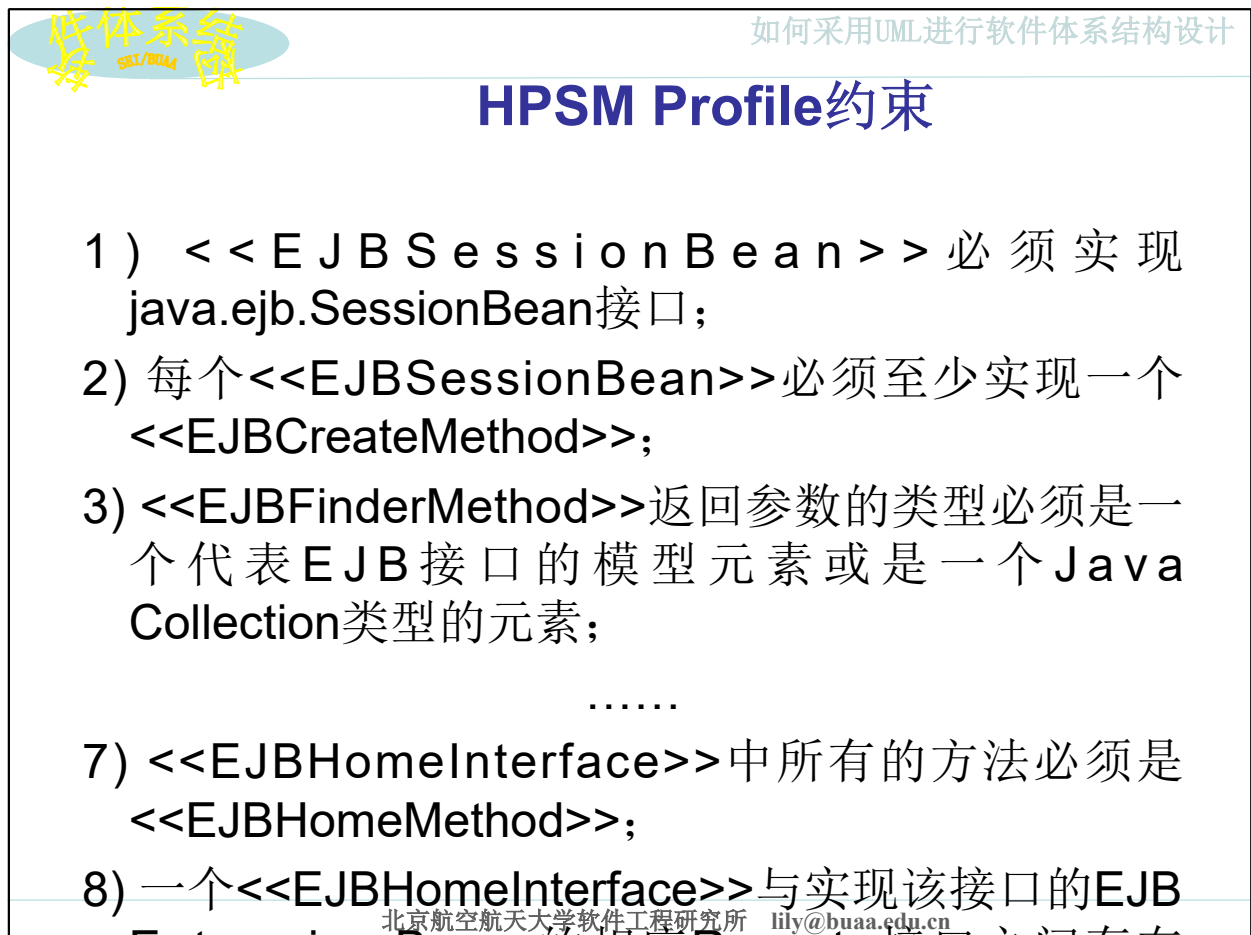 件体系结
SEI/BUAA
如何采用UML进行软件体系结构设计
HPSM Profile约束
1) <<EJBSessionBean>>必须实现
java.ejb.SessionBean接口；
2) 每个<<EJBSessionBean>>必须至少实现一个
<<EJBCreateMethod>>；
3) <<EJBFinderMethod>>返回参数的类型必须是一
个代表EJB接口的模型元素或是一个Java
Collection类型的元素；
……
7) <<EJBHomeInterface>>中所有的方法必须是
<<EJBHomeMethod>>；
8) 一个<<EJBHomeInterface>>与实现该接口的EJB
北京航空航天大学软件工程研究所 lily@buaa.edu.cn